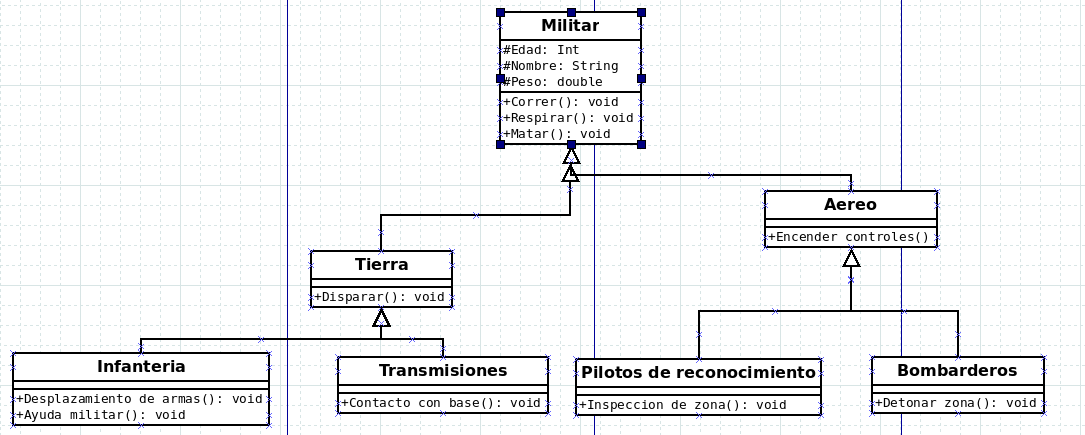 Militar
#Edad: Int
#Nombre: String
#Peso: double
+Correr(): void
+Respirar(): void
+Matar(): void
Aereo
+Encender controles()
Tierra
+Disparar(): void
Infanteria
+Desplazamiento de armas(): void
+Ayuda militar(): void
Transmisiones
+Contacto con base(): void
Pilotos de reconocimiento
+Inspeccion de zona(): void
Bombarderos
+Detonar zona(): void